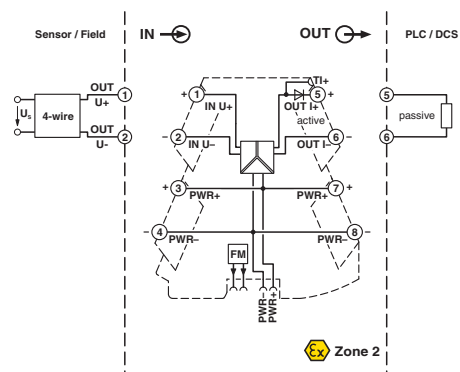 Sensor / Field
IN
OUT
PLC / DCS
OUT
U+
1
Us
4-wire
OUT
U-
2
+ 1
IN U+
TI+
5 +
OUT I+
active
− 2
IN U−
6 −
OUT I−
3 +
PWR+
7 +
PWR+
− 4
PWR−
8 −
PWR−
FM
PWR−
PWR+
5
passive
6
Ex Zone 2